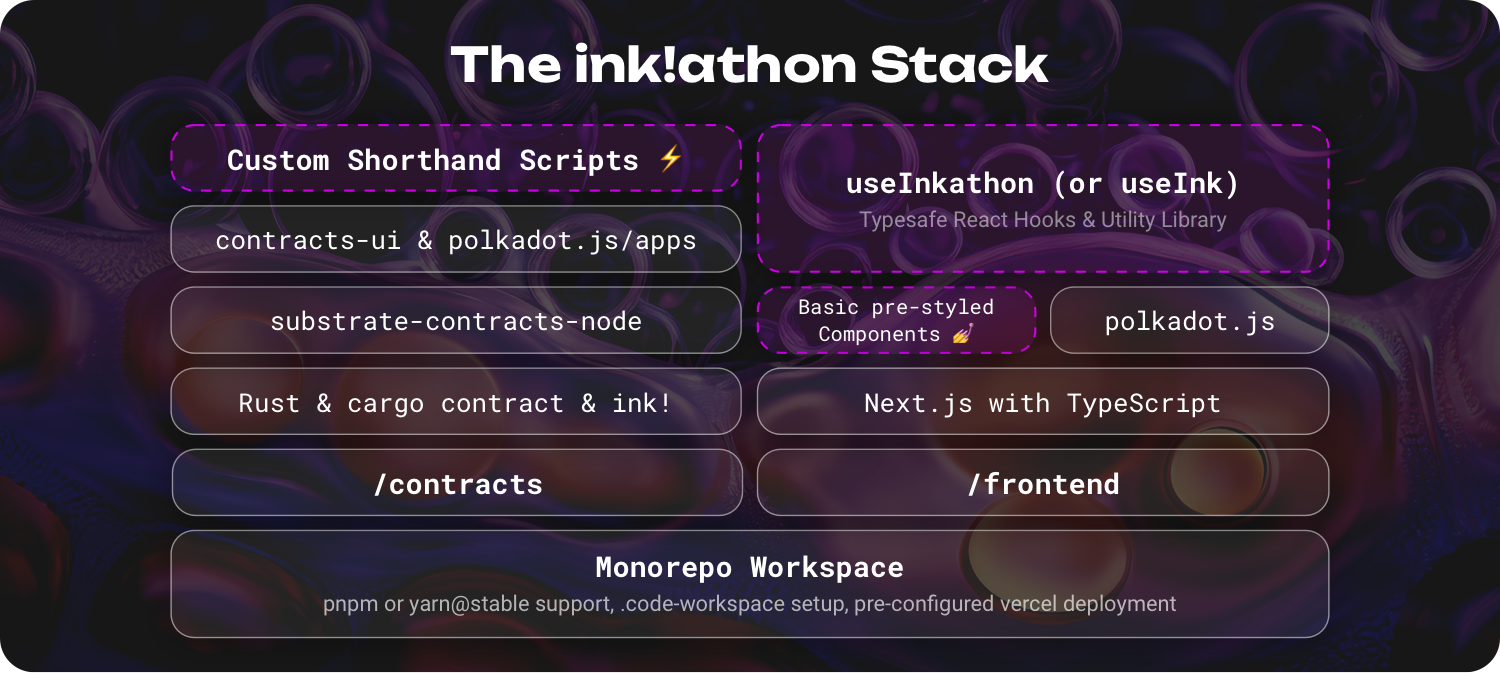 The ink!athon Stack
Custom Shorthand Scripts ⚡
contracts-ui & polkadot.js/apps
substrate-contracts-node
Rust & cargo contract & ink!
/contracts
useInkathon (or useInk)
Typesafe React Hooks & Utility Library
Basic pre-styled
Components 💅
polkadot.js
Next.js with TypeScript
/frontend
Monorepo Workspace
pnpm or yarn@stable support, .code-workspace setup, pre-configured vercel deployment